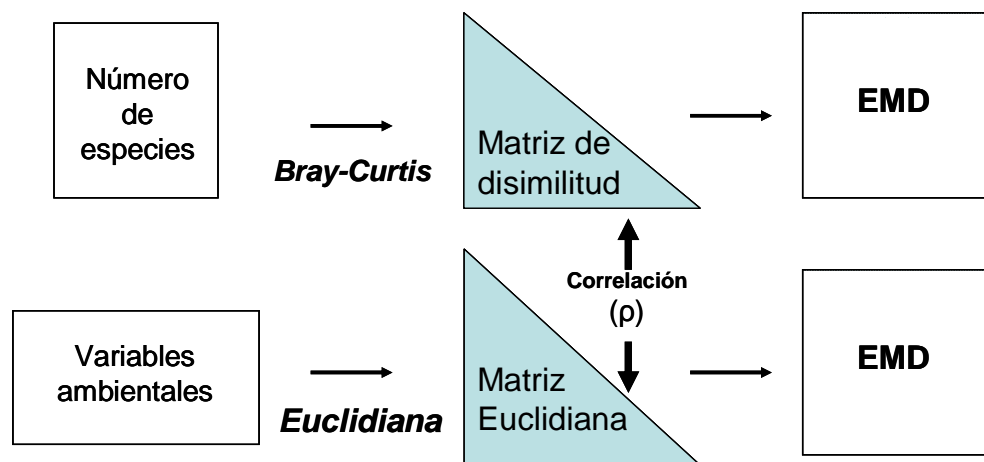 Número
de
especies
Bray-Curtis
Matriz de
disimilitud
EMD
Correlación
(ρ)
Variables
ambientales
Euclidiana
Matriz
Euclidiana
EMD